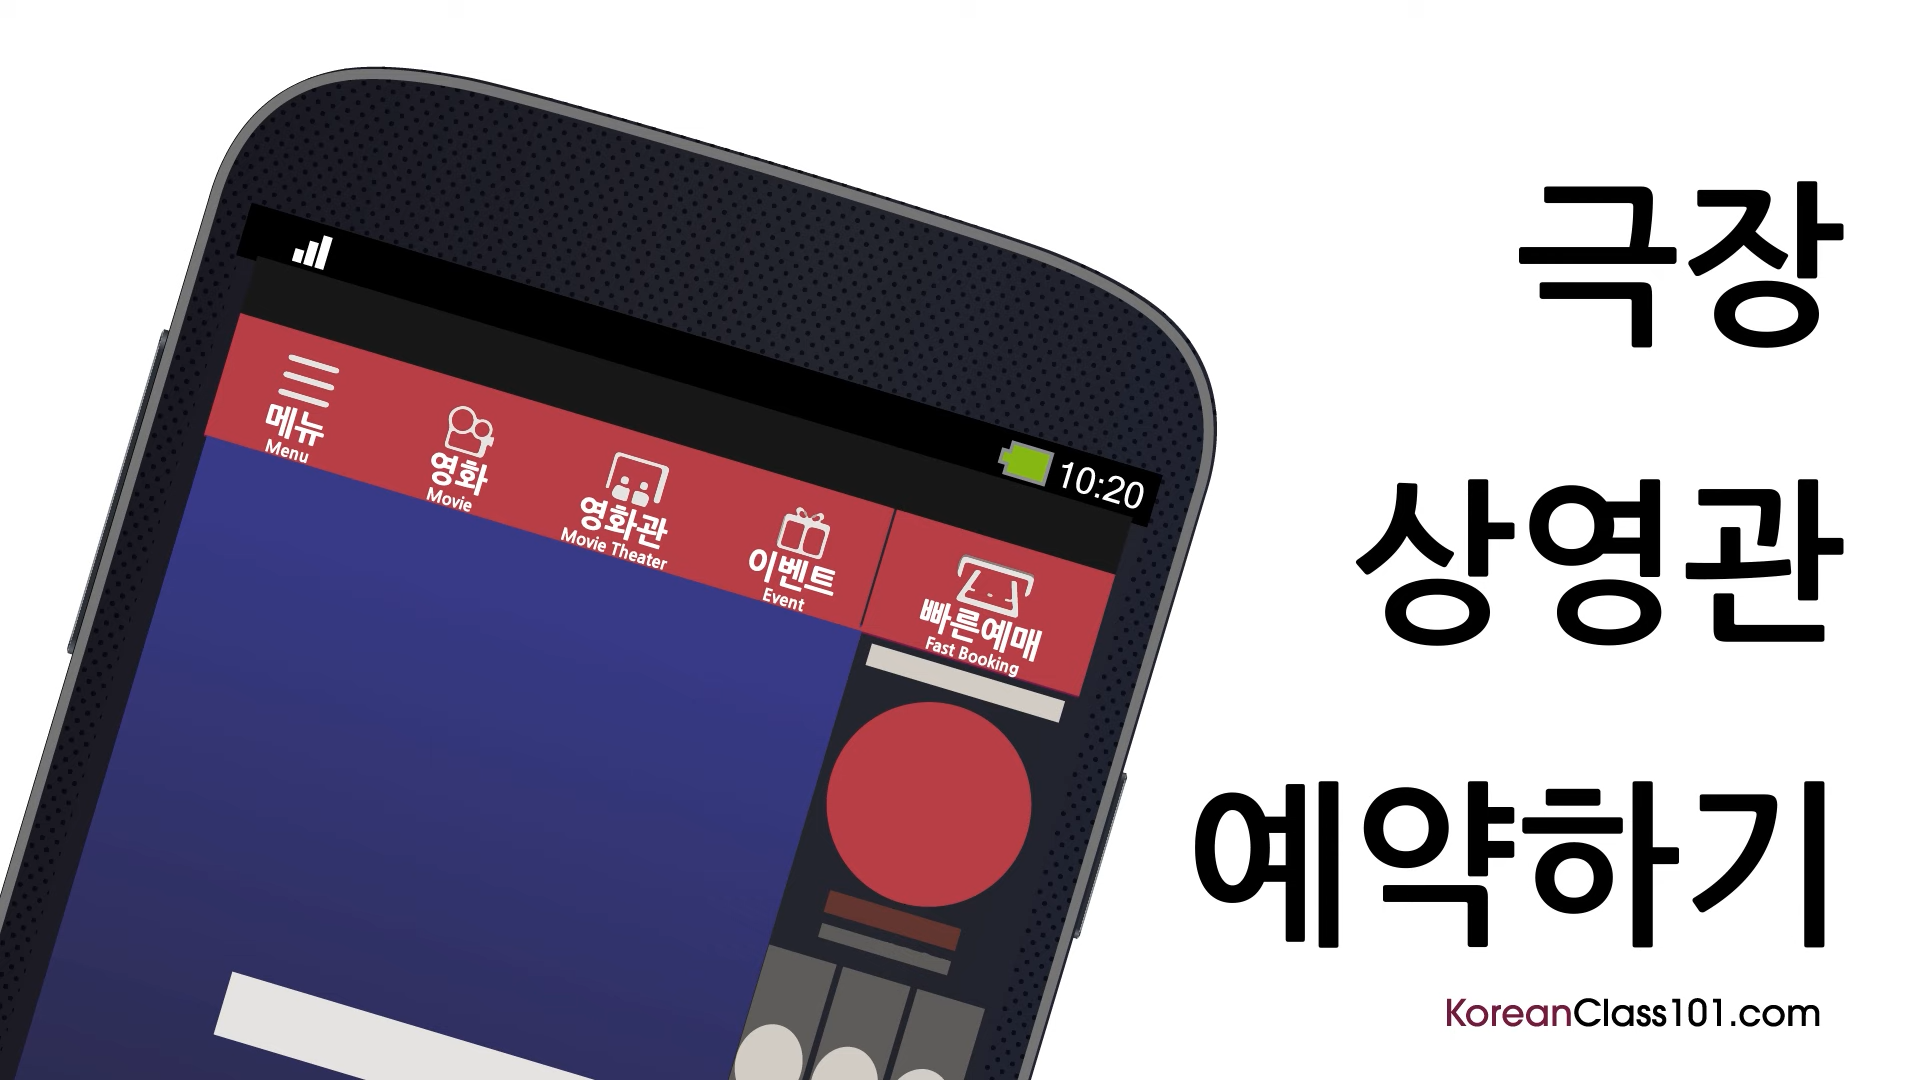 극장
상영관
예약하기
KoreanClass101.com
10:20
메뉴
Menu
영화
Movie
영화관
Movie Theater
이벤트
Event
빠른예매
Fast Booking